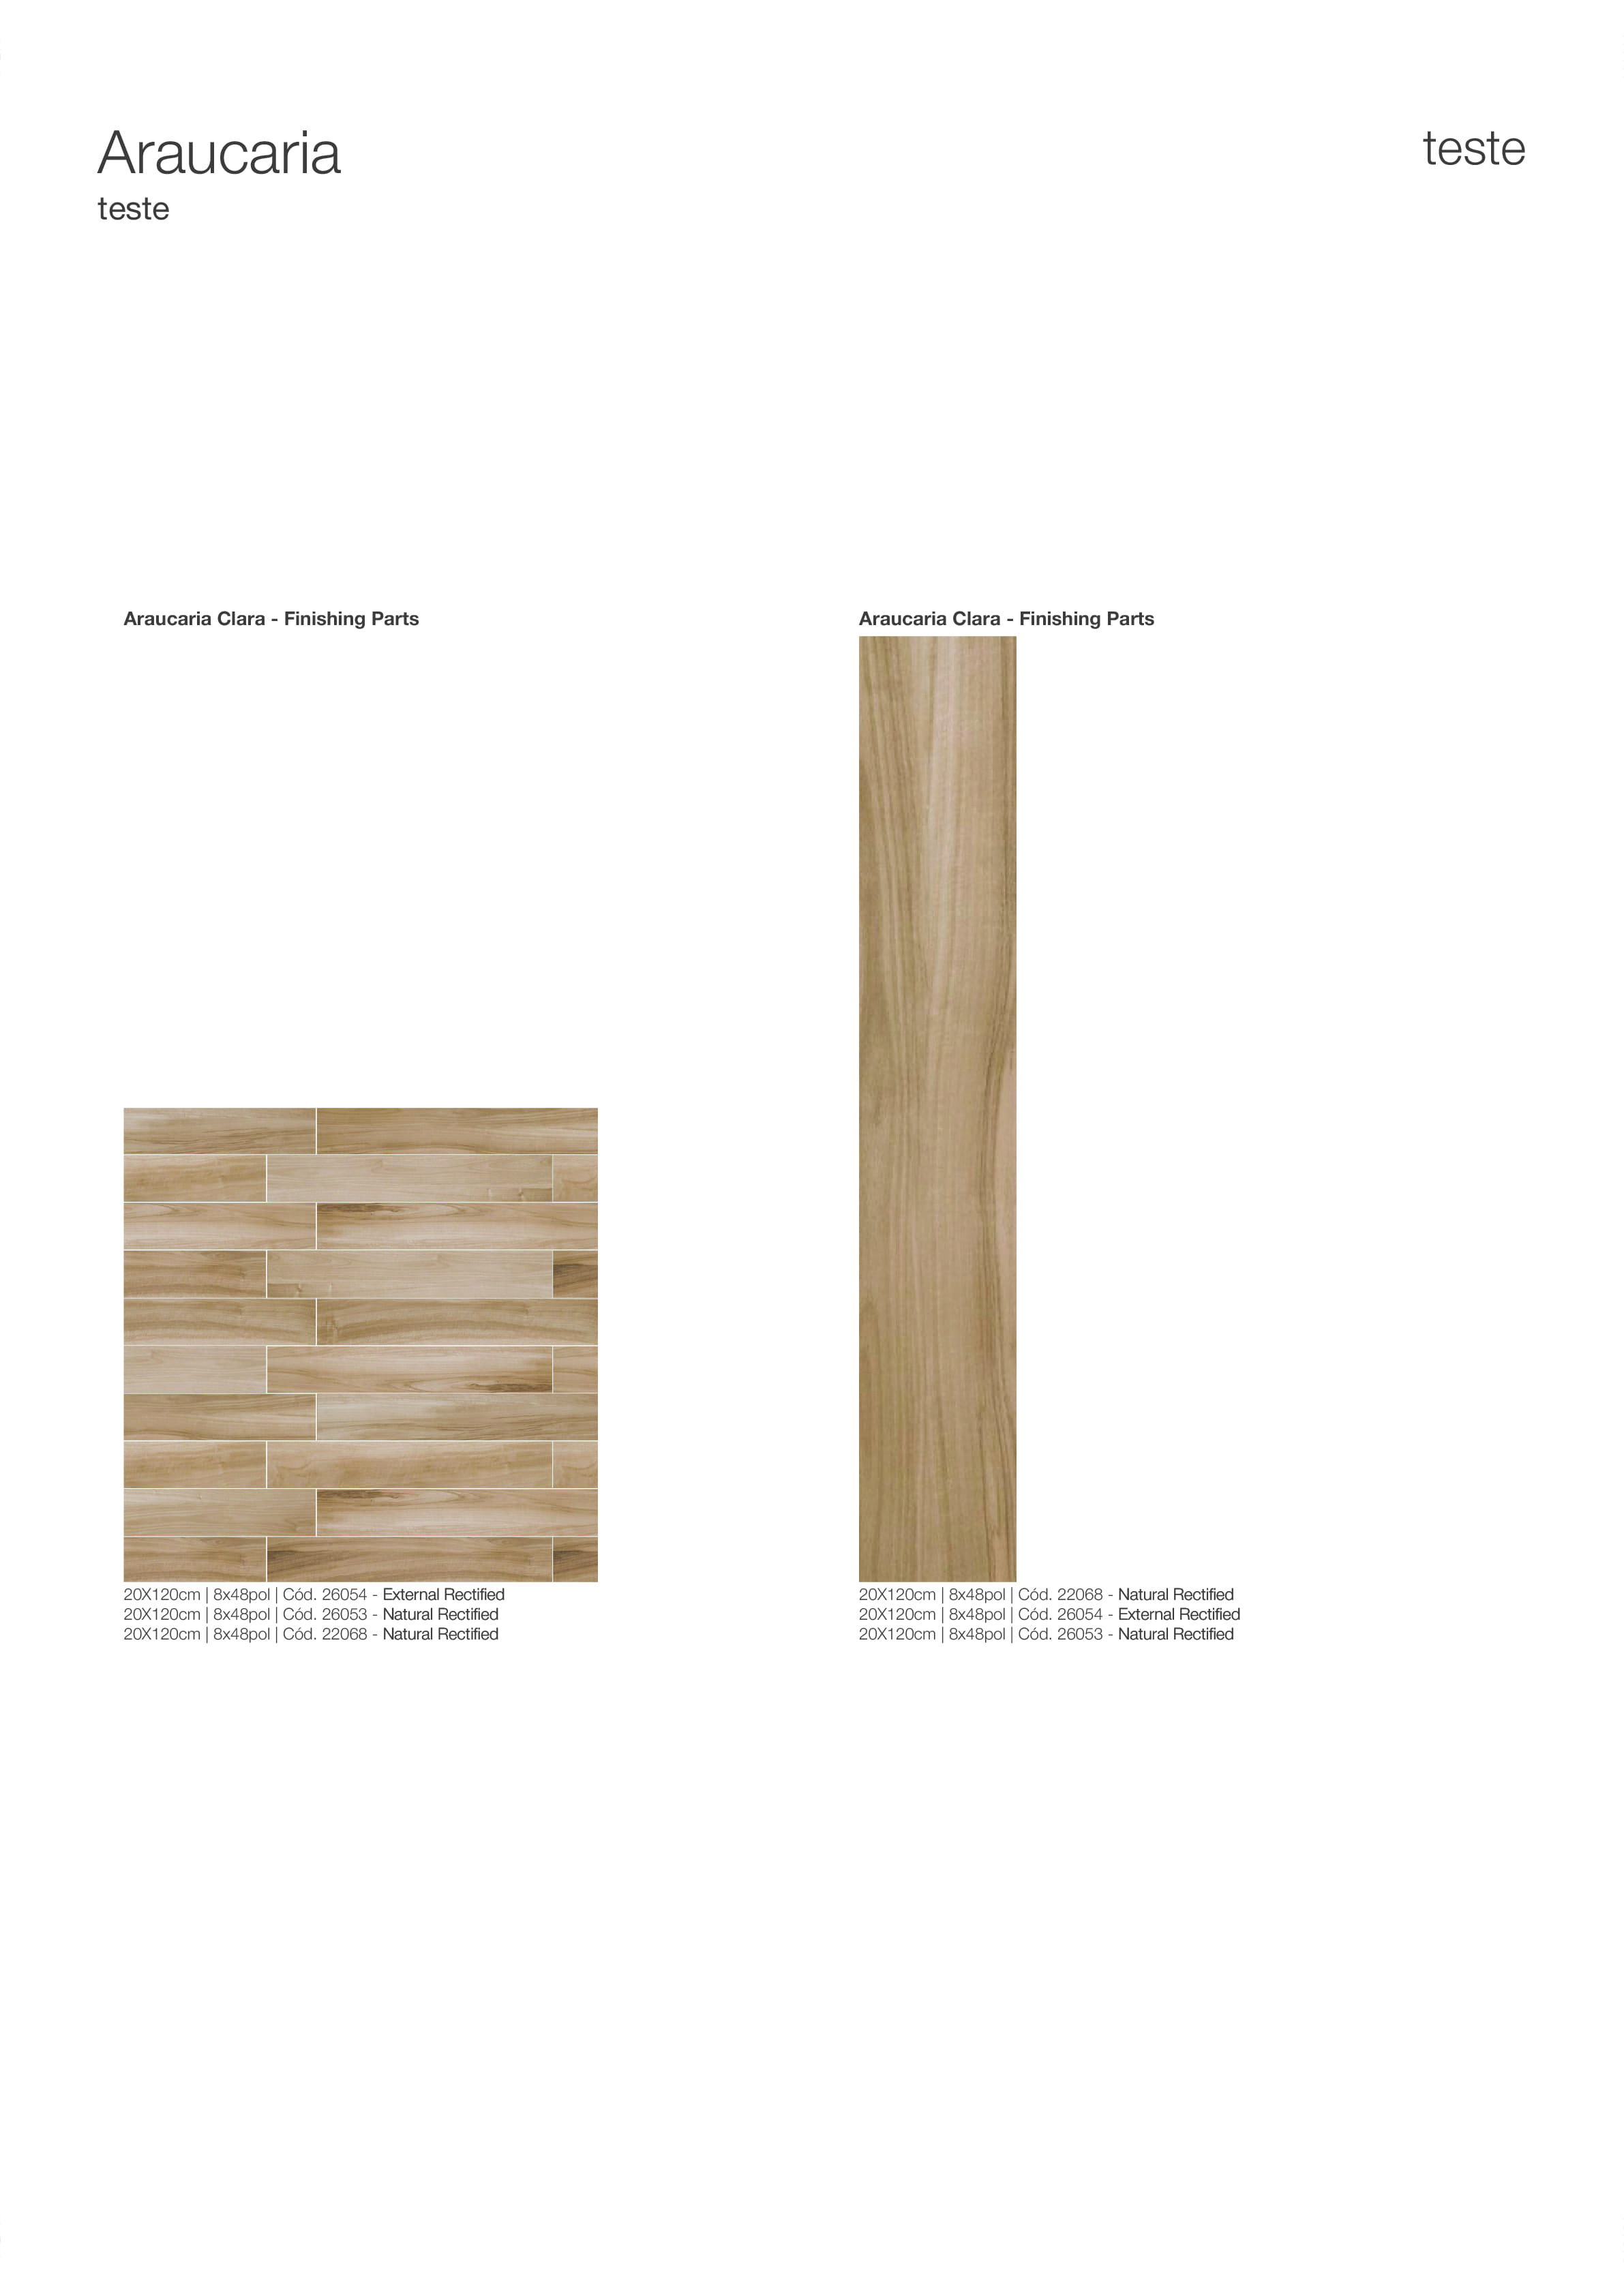 Araucaria
teste
teste
Araucaria Clara - Finishing Parts
20X120cm | 8x48pol | Cód. 26054 - External Rectified
20X120cm | 8x48pol | Cód. 26053 - Natural Rectified
20X120cm | 8x48pol | Cód. 22068 - Natural Rectified
Araucaria Clara - Finishing Parts
20X120cm | 8x48pol | Cód. 22068 - Natural Rectified
20X120cm | 8x48pol | Cód. 26054 - External Rectified
20X120cm | 8x48pol | Cód. 26053 - Natural Rectified